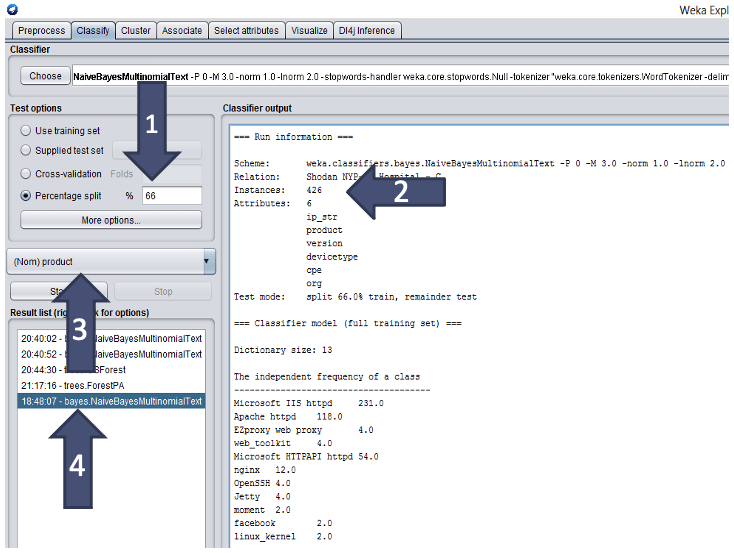 Weka Expl
Preprocess Classify Cluster Associate Select attributes Visualize Dl4j Inference
Classifier
Choose NaiveBayesMultinomialText -P 0 -M 3.0 -norm 1.0 -lnorm 2.0 -stopwords-handler weka.core.stopwords.Null -tokenizer "weka.core.tokenizers.WordTokenizer -delim
Test options
1
Use training set
Supplied test set
Cross-validation Folds
Percentage split % 66
More options...
(Nom) product
Stop
3
Result list (right for options)
20:40:02 - NaiveBayesMultinomialText
20:40:52 - NaiveBayesMultinomialText
20:44:30 -
21:17:16 - trees.ForestPA
18:48:07 - bayes.NaiveBayesMultinomialText
4
Classifier output
=== Run information ===
Scheme: weka.classifiers.bayes.NaiveBayesMultinomialText -P 0 -M 3.0 -norm 1.0 -lnorm 2.0
Relation: Shodan NYP Hospital - C
Instances: 426
2
Attributes: 6
ip_str
product
version
devicetype
cpe
org
Test mode: split 66.0% train, remainder test
=== Classifier model (full training set) ===
Dictionary size: 13
The independent frequency of a class
--------------------------------------
Microsoft IIS httpd 231.0
Apache httpd 118.0
EZproxy web proxy 4.0
web_toolkit 4.0
Microsoft HTTPAPI httpd 54.0
nginx 12.0
OpenSSH 4.0
Jetty 4.0
moment 2.0
facebook 2.0
linux_kernel 2.0